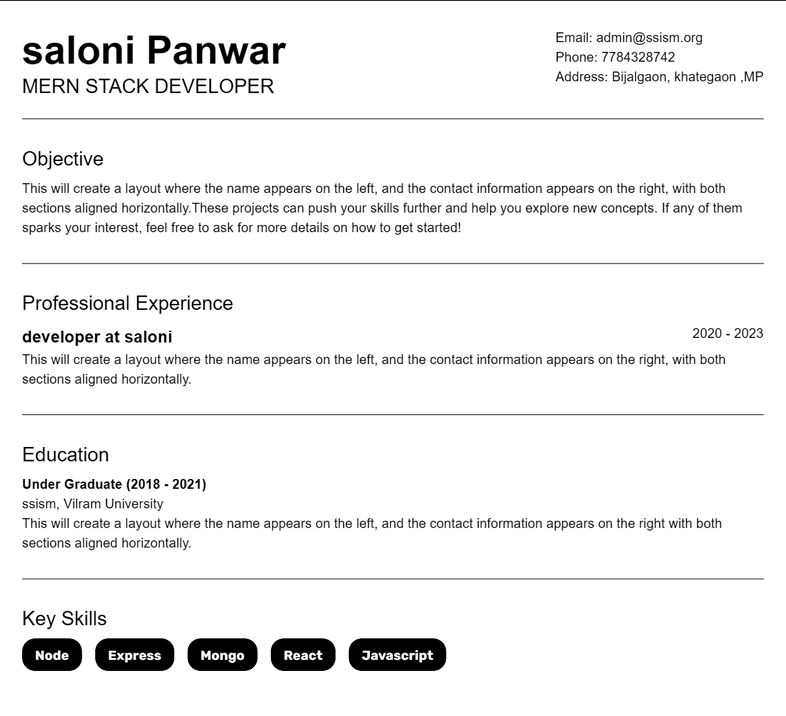 saloni Panwar
MERN STACK DEVELOPER
Email: admin@ssism.org
Phone: 7784328742
Address: Bijalgaon, khategaon ,MP
Objective
This will create a layout where the name appears on the left, and the contact information appears on the right, with both
sections aligned horizontally.These projects can push your skills further and help you explore new concepts. If any of them
sparks your interest, feel free to ask for more details on how to get started!
Professional Experience
developer at saloni
2020 - 2023
This will create a layout where the name appears on the left, and the contact information appears on the right, with both
sections aligned horizontally.
Education
Under Graduate (2018 - 2021)
ssism, Vilram University
This will create a layout where the name appears on the left, and the contact information appears on the right with both
sections aligned horizontally.
Key Skills
Node Express Mongo React Javascript